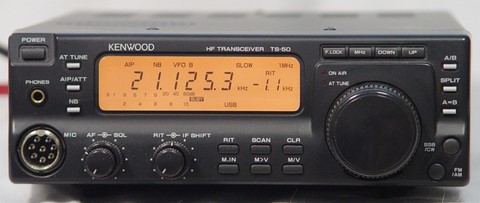 POWER
KENWOOD
HF TRANSCEIVER TS-50
F.LOCK MHz DOWN UP
AT TUNE
AIP NB VFO B SLOW 1MHz
RIT
21.125.3 kHz -1.1 kHz
ON AIR
AT TUNE
A/B
PHONES
AIP/ATT
SPLIT
NB
USB
A=B
MIC
AF SQL
RIT IF SHIFT
RIT SCAN CLR
M.IN M>V M/V
SSB
/CW
FM
/AM